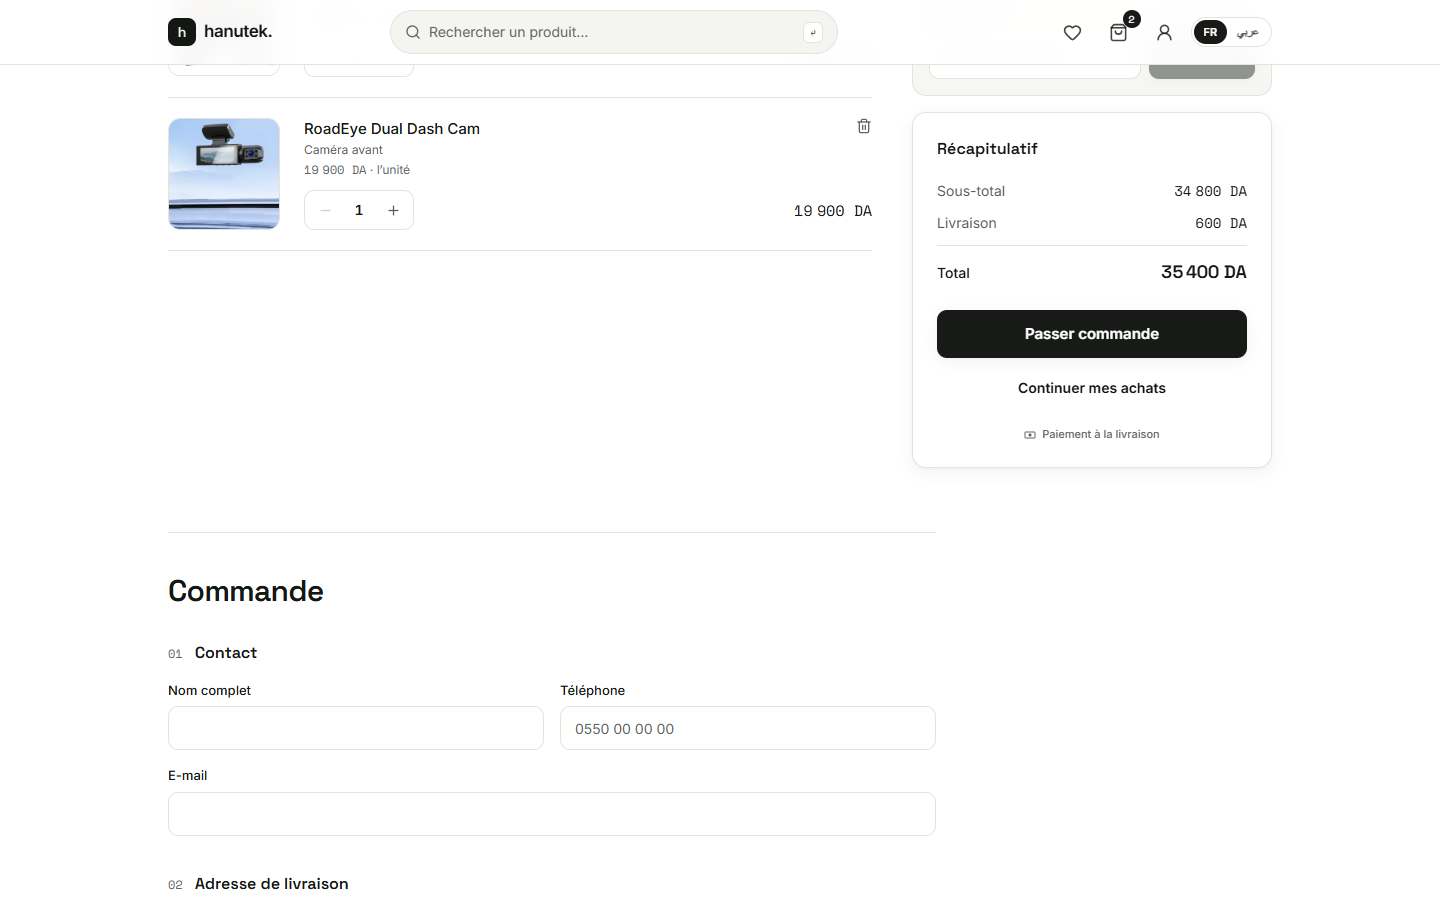 h hanutek.
Rechercher un produit...
2
FR عربي
RoadEye Dual Dash Cam
Caméra avant
19 900 DA · l'unité
− 1 +
19 900 DA
Récapitulatif
Sous-total 34 800 DA
Livraison 600 DA
Total 35 400 DA
Passer commande
Continuer mes achats
Paiement à la livraison
Commande
01 Contact
Nom complet
Téléphone
0550 00 00 00
E-mail
02 Adresse de livraison